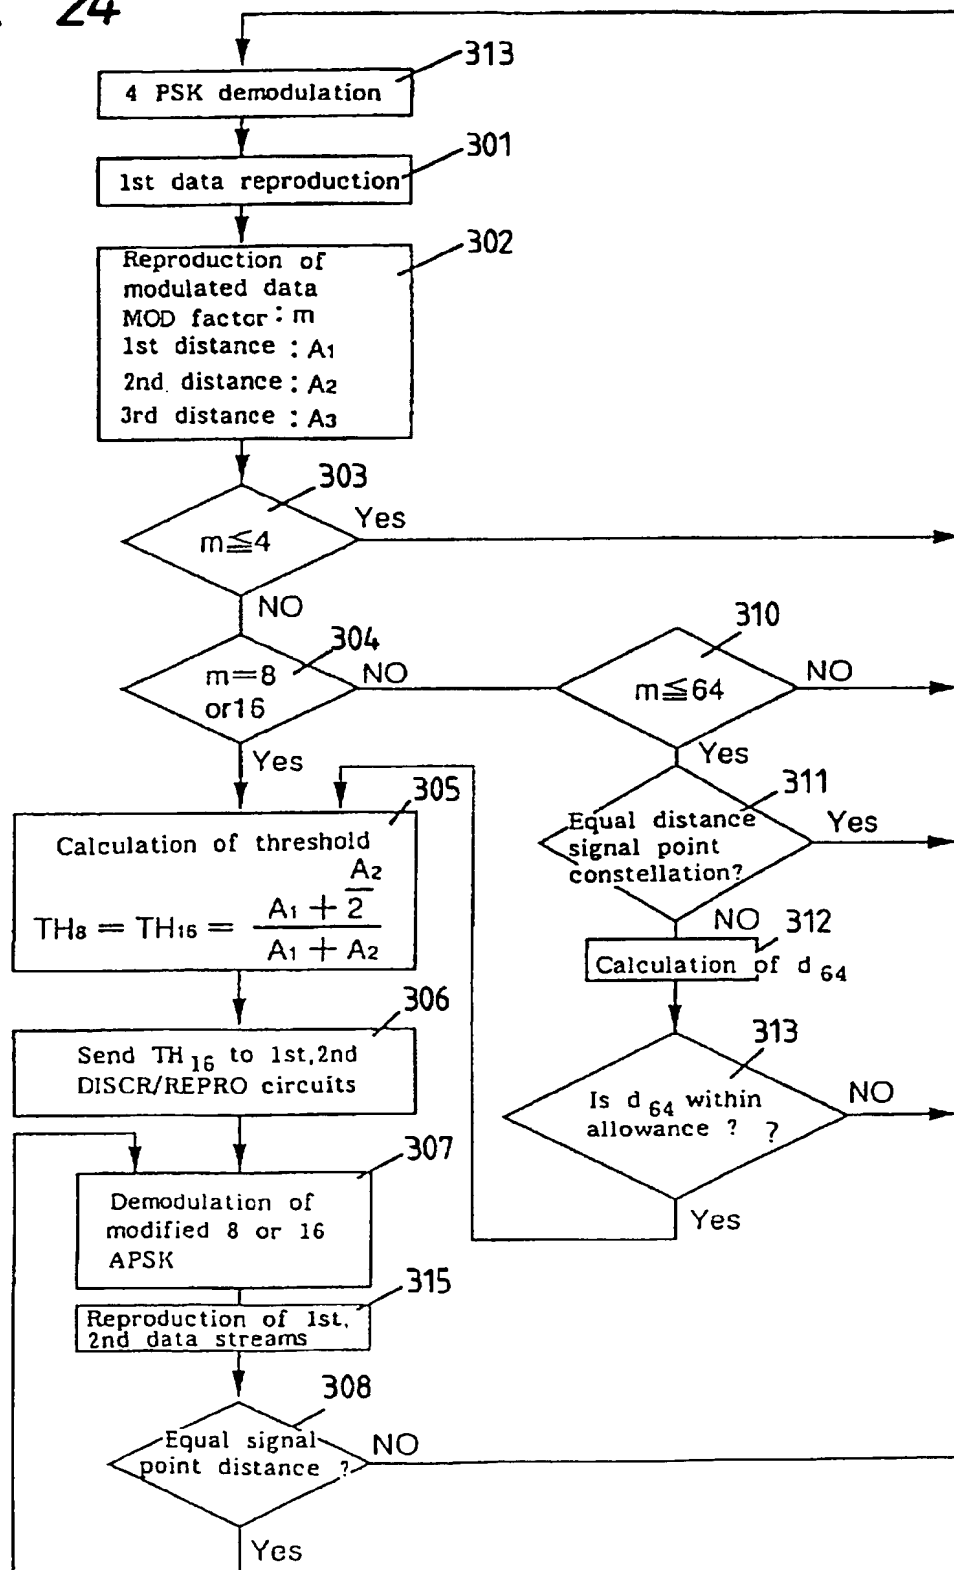 24
313
4 PSK demodulation
301
1st data reproduction
302
Reproduction of
modulated data
MOD factor : m
1st distance : A1
2nd distance : A2
3rd distance : A3
303
m≦4
Yes
NO
304
m=8
or16
NO
Yes
310
m≦64
NO
Yes
311
Equal distance
signal point
constellation?
Yes
NO
312
Calculation of d 64
313
Is d 64 within
allowance ? ?
NO
Yes
305
Calculation of threshold
TH8 = TH16 = (A1 + A2/2) / (A1 + A2)
306
Send TH16 to 1st,2nd
DISCR/REPRO circuits
307
Demodulation of
modified 8 or 16
APSK
315
Reproduction of 1st,
2nd data streams
308
Equal signal
point distance ?
NO
Yes